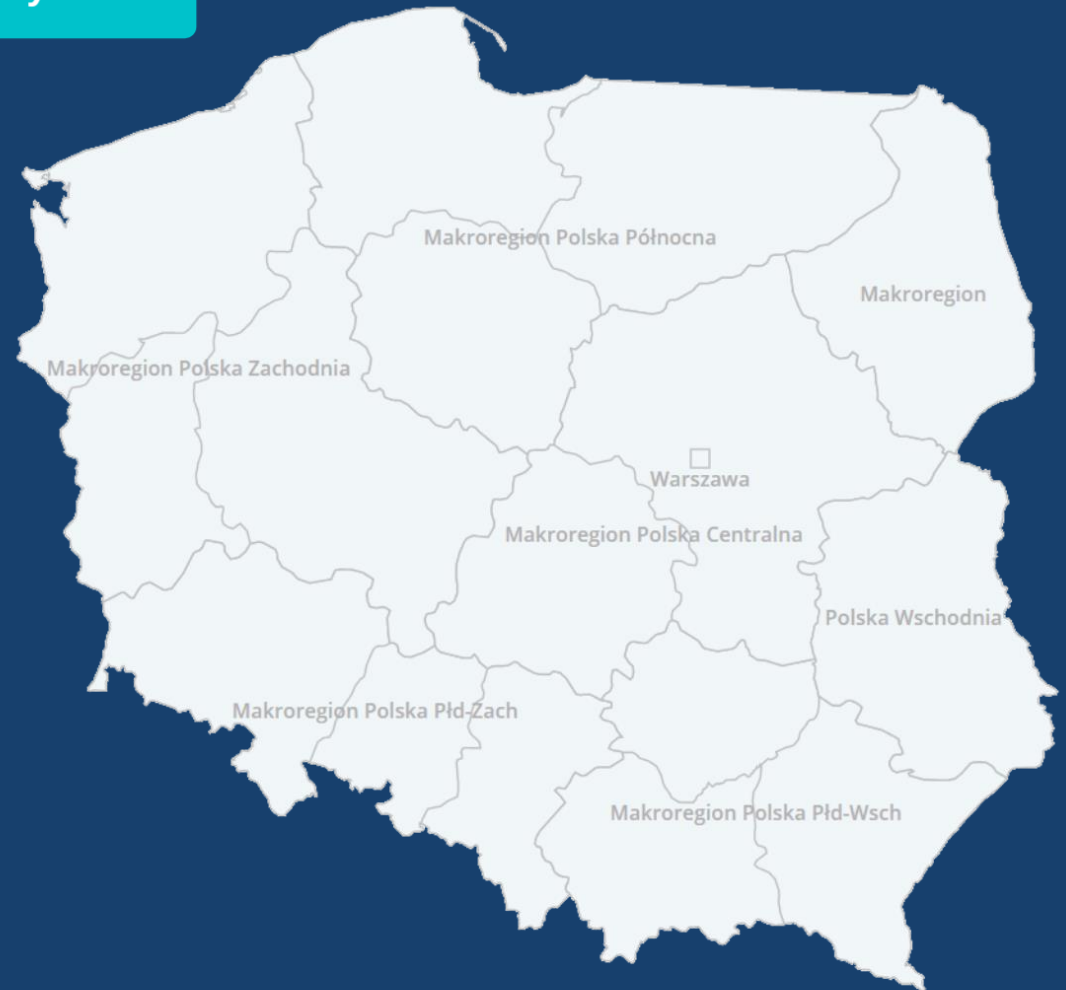 Makroregion Polska Północna
Makroregion
Makroregion Polska Zachodnia
Warszawa
Makroregion Polska Centralna
Polska Wschodnia
Makroregion Polska Płd-Zach
Makroregion Polska Płd-Wsch